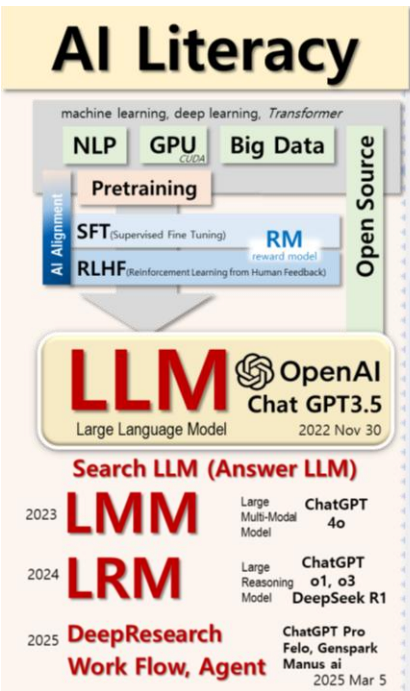 AI Literacy
machine learning, deep learning, Transformer
NLP GPU CUDA Big Data
Open Source
Pretraining
AI Alignment
SFT(Supervised Fine Tuning)
RM
reward model
RLHF(Reinforcement Learning from Human Feedback)
LLM OpenAI
Chat GPT3.5
Large Language Model 2022 Nov 30
Search LLM (Answer LLM)
2023 LMM
Large
Multi-Modal
Model
ChatGPT
4o
2024 LRM
Large
Reasoning
Model
ChatGPT
o1, o3
DeepSeek R1
2025 DeepResearch
Work Flow, Agent
ChatGPT Pro
Felo, Genspark
Manus ai
2025 Mar 5